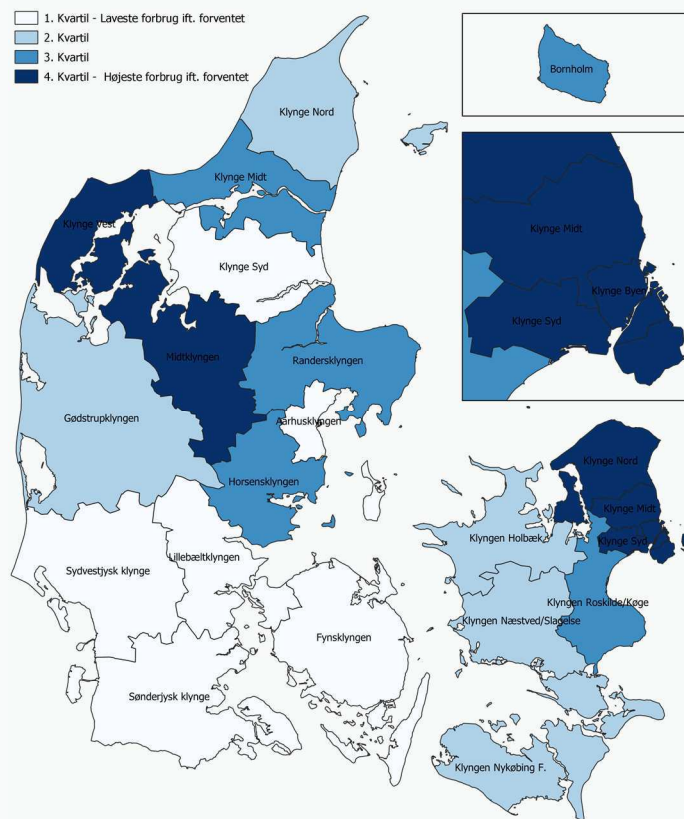 1. Kvartil - Laveste forbrug ift. forventet
2. Kvartil
3. Kvartil
4. Kvartil - Højeste forbrug ift. forventet
Bornholm
Klynge Nord
Klynge Midt
Klynge Vest
Klynge Syd
Klynge Midt
Klynge Byen
Klynge Syd
Midtklyngen
Randersklyngen
Gødstrupklyngen
Aarhusklyngen
Horsensklyngen
Klynge Nord
Klynge Midt
Klynge Syd
Klyngen Holbæk
Lillebæltklyngen
Sydvestjysk klynge
Klyngen Roskilde/Køge
Klyngen Næstved/Slagelse
Fynsklyngen
Sønderjysk klynge
Klyngen Nykøbing F.